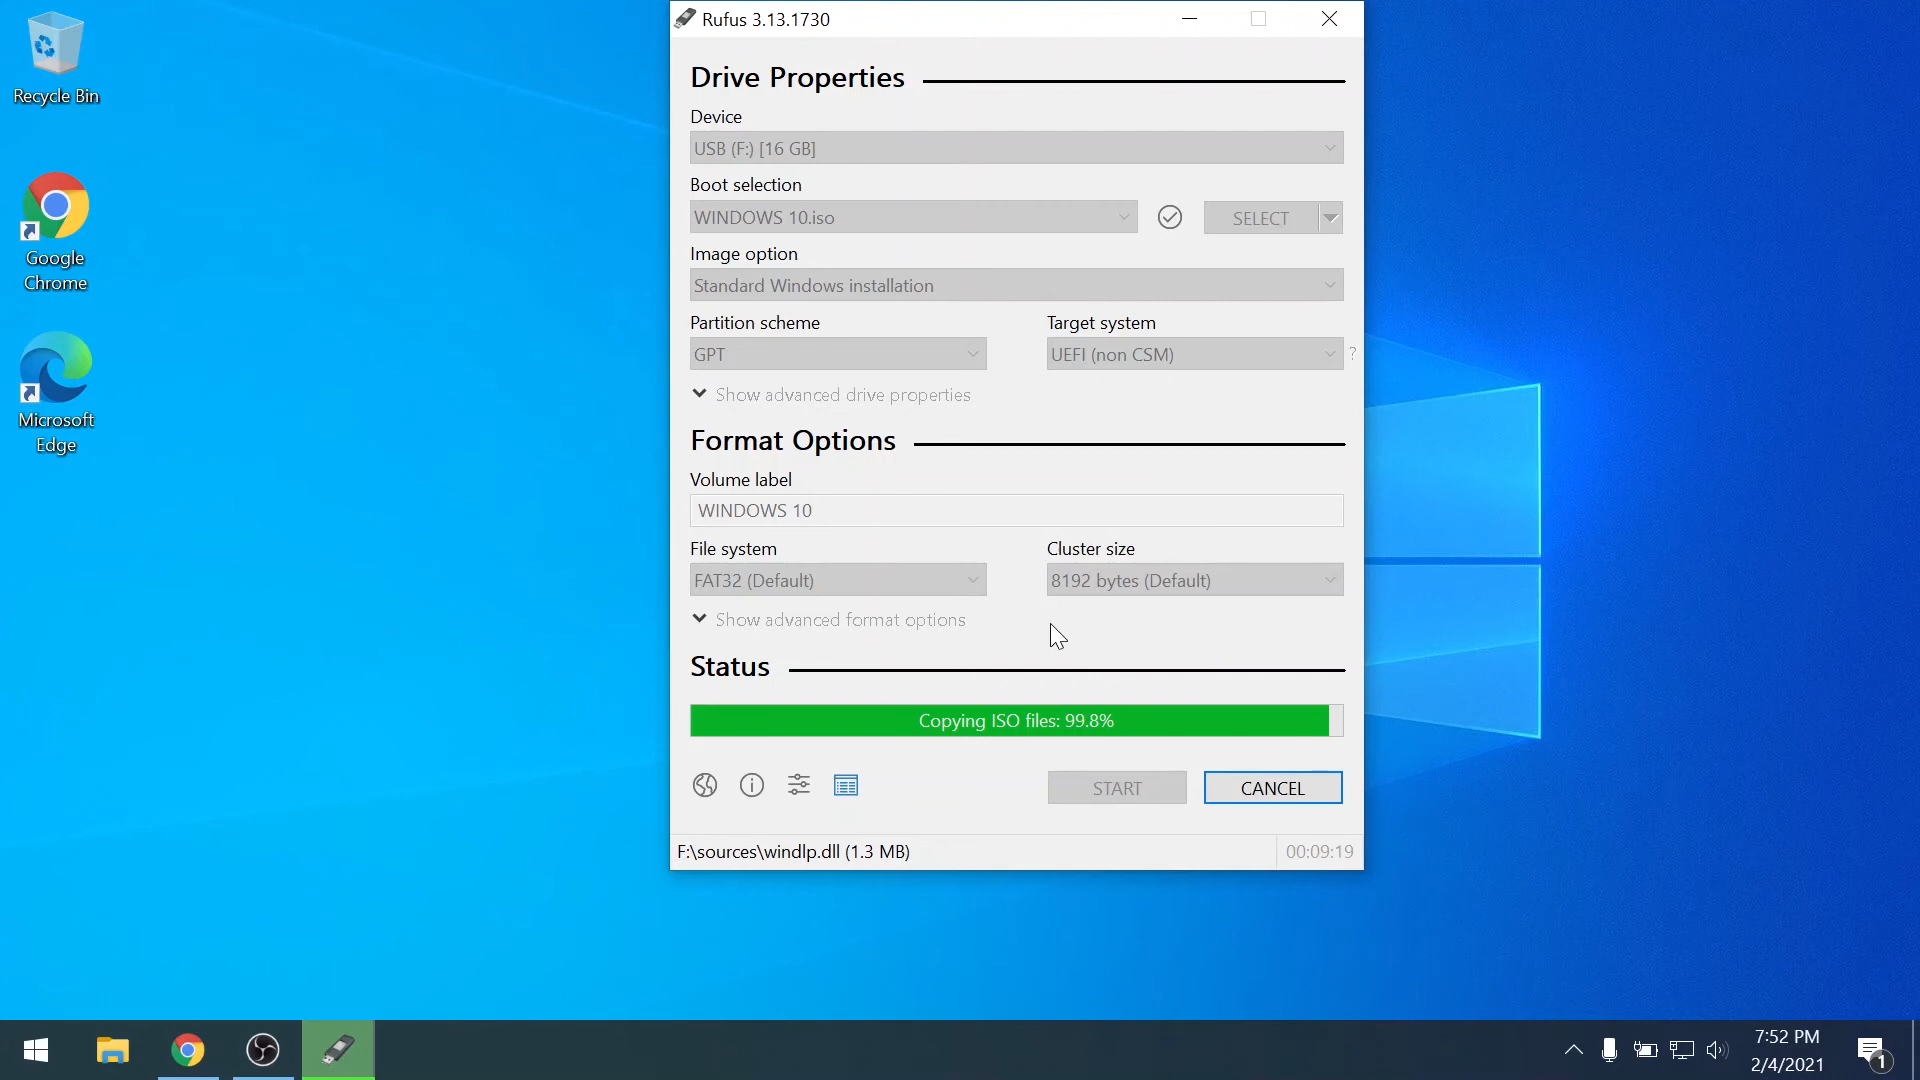 Recycle Bin
Google
Chrome
Microsoft
Edge
Rufus 3.13.1730
Drive Properties
Device
USB (F:) [16 GB]
Boot selection
WINDOWS 10.iso
SELECT
Image option
Standard Windows installation
Partition scheme
Target system
GPT
UEFI (non CSM)
?
Show advanced drive properties
Format Options
Volume label
WINDOWS 10
File system
Cluster size
FAT32 (Default)
8192 bytes (Default)
Show advanced format options
Status
Copying ISO files: 99.8%
START
CANCEL
F:\sources\windlp.dll (1.3 MB)
00:09:19
7:52 PM
2/4/2021
1